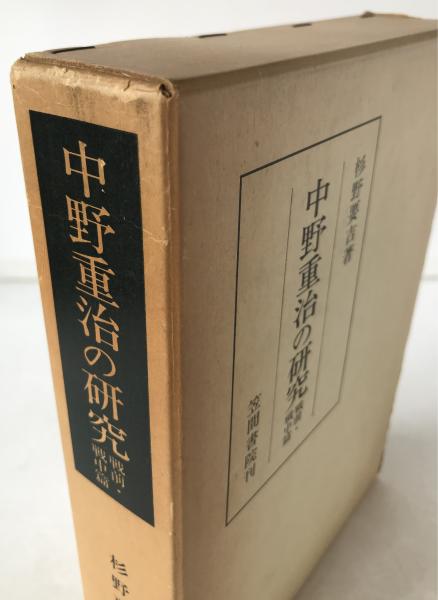 中野重治の研究
戦前・
戦中篇
杉野
杉野要吉著
中野重治の研究
戦前・
戦中篇
笠間書院刊